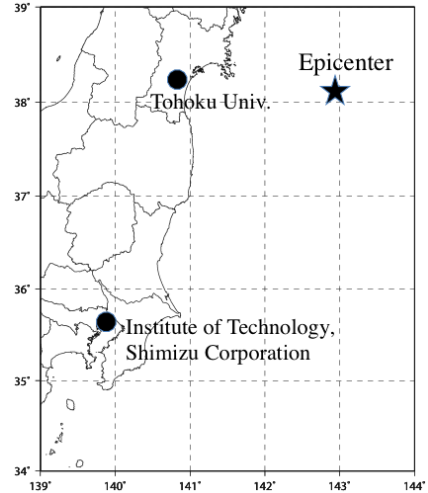 39°
Epicenter
38°
Tohoku Univ.
37°
36°
Institute of Technology,
Shimizu Corporation
35°
34°
139° 140° 141° 142° 143° 144°